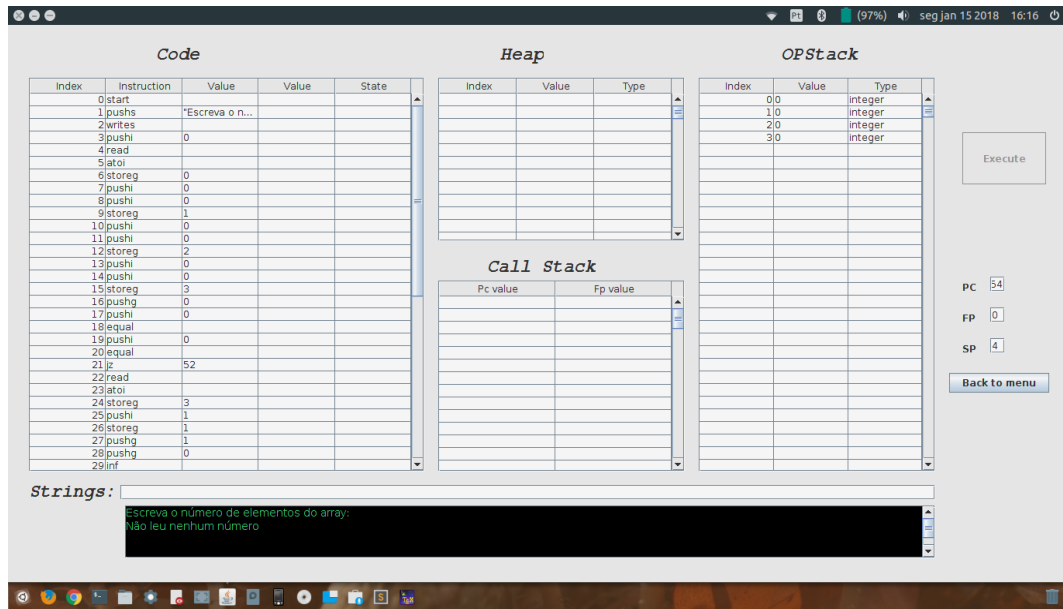 Pt (97%) seg jan 15 2018 16:16
Code
Index Instruction Value Value State
0 start
1 pushs "Escreva o n...
2 writes
3 pushi 0
4 read
5 atoi
6 storeg 0
7 pushi 0
8 pushi 0
9 storeg 1
10 pushi 0
11 pushi 0
12 storeg 2
13 pushi 0
14 pushi 0
15 storeg 3
16 pushg 0
17 pushi 0
18 equal
19 pushi 0
20 equal
21 jz 52
22 read
23 atoi
24 storeg 3
25 pushi 1
26 storeg 1
27 pushg 1
28 pushg 0
29 inf
Heap
Index Value Type
Call Stack
Pc value Fp value
OPStack
Index Value Type
0 0 integer
1 0 integer
2 0 integer
3 0 integer
Execute
PC 54
FP 0
SP 4
Back to menu
Strings:
Escreva o número de elementos do array:
Não leu nenhum número